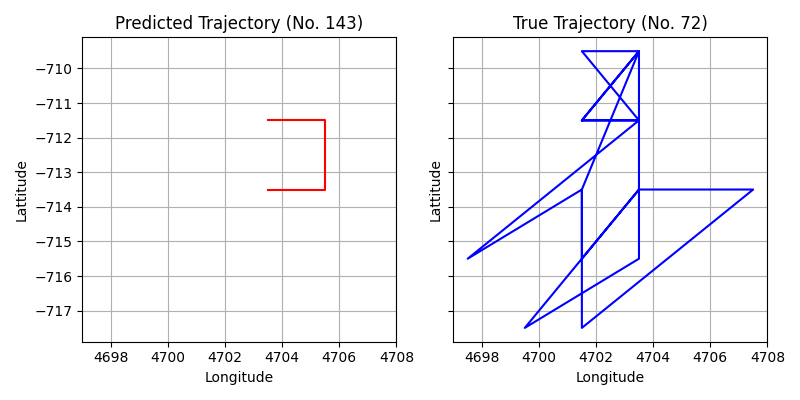 Predicted Trajectory (No. 143)
True Trajectory (No. 72)
Lattitude
−710
−711
−712
−713
−714
−715
−716
−717
4698 4700 4702 4704 4706 4708
Longitude
Lattitude
4698 4700 4702 4704 4706 4708
Longitude